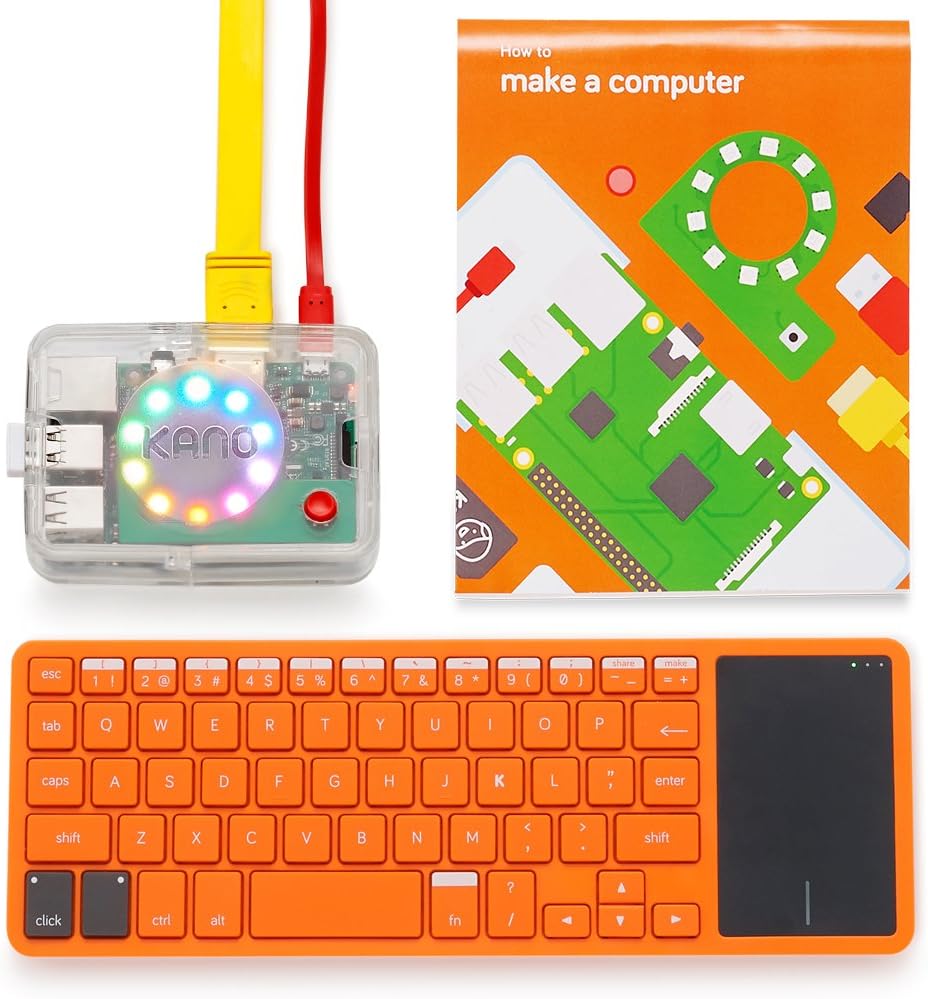 How to
make a computer
KANO
esc [ ] { } | \ ` ~ : ; share make
1 ! 2 @ 3 # 4 $ 5 % 6 ^ 7 & 8 * 9 ( 0 ) - _ = +
tab Q W E R T Y U I O P ←
caps A S D F G H J K L ; " enter
shift Z X C V B N M < , > . shift
click ctrl alt fn ? / ▲
◄ ▼ ►